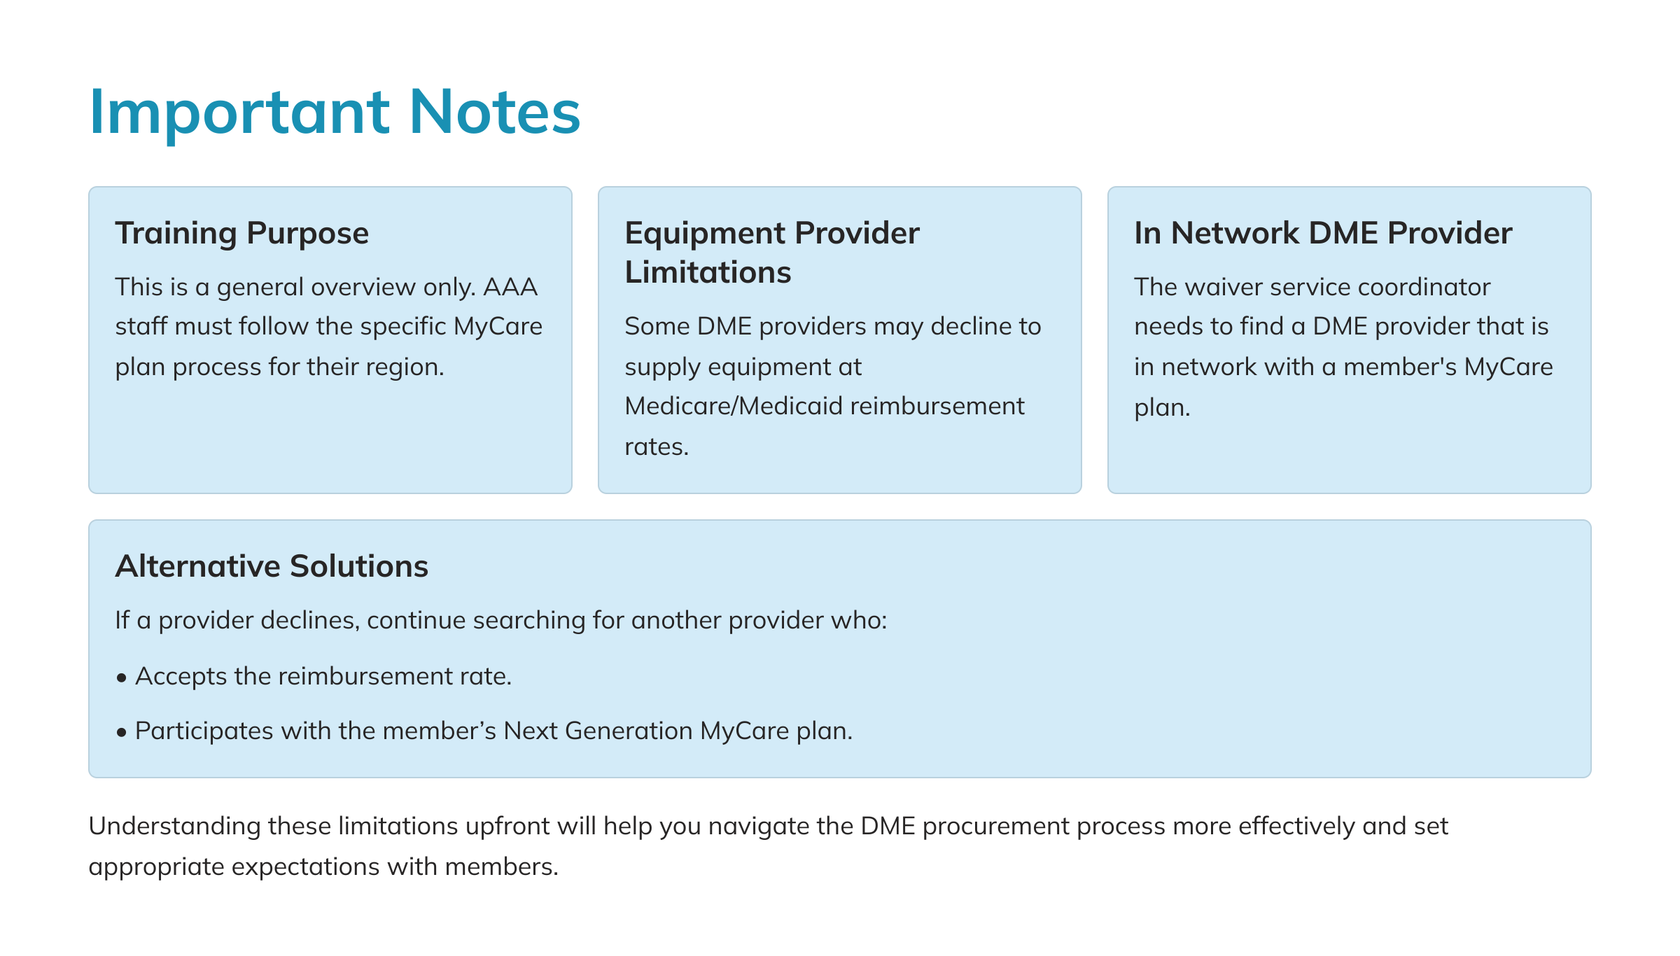 Important Notes
Training Purpose
This is a general overview only. AAA
staff must follow the specific MyCare
plan process for their region.
Equipment Provider
Limitations
Some DME providers may decline to
supply equipment at
Medicare/Medicaid reimbursement
rates.
In Network DME Provider
The waiver service coordinator
needs to find a DME provider that is
in network with a member's MyCare
plan.
Alternative Solutions
If a provider declines, continue searching for another provider who:
• Accepts the reimbursement rate.
• Participates with the member’s Next Generation MyCare plan.
Understanding these limitations upfront will help you navigate the DME procurement process more effectively and set
appropriate expectations with members.